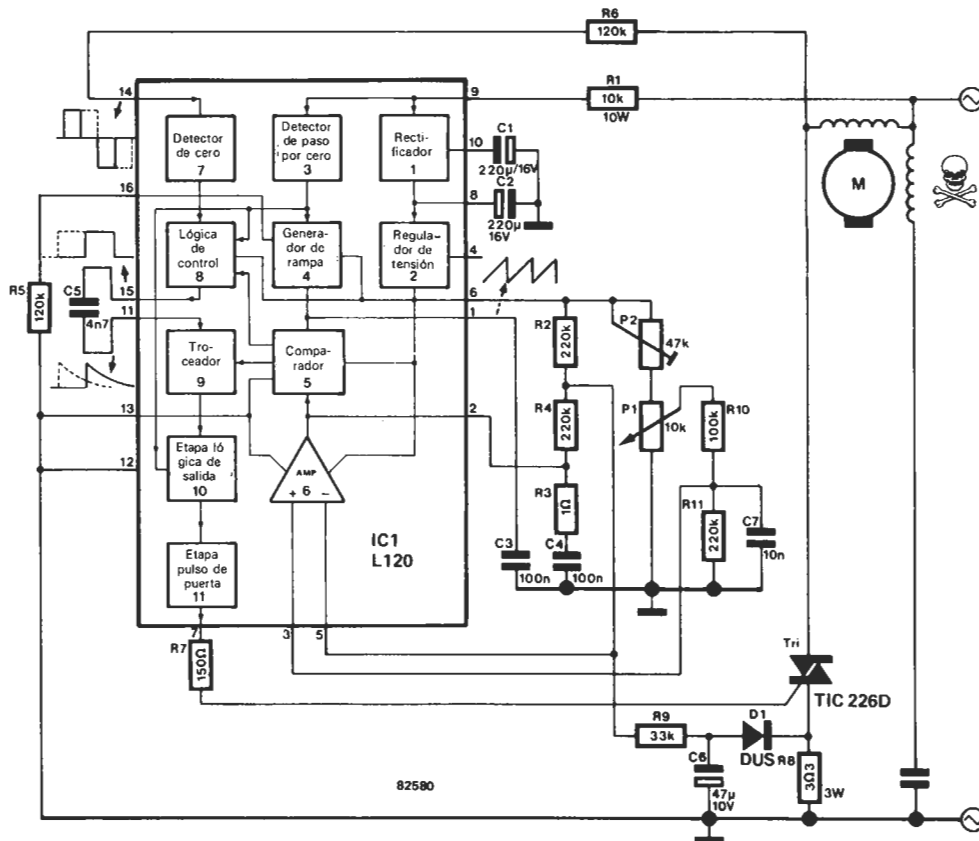 R6
120k
R1
10k
10W
14
9
Detector
de cero
7
Detector
de paso
por cero
3
Recti-
ficador
1
10
C1
220µ/16V
8
C2
220µ
16V
M
16
Lógica
de
control
8
Generador
de
rampa
4
Regula-
dor de
tensión
2
4
15
R5
120k
C5
4n7
11
6
1
R2
220k
P2
47k
Tro-
ceador
9
Compa-
rador
5
R4
220k
P1
10k
R10
100k
13
2
12
Etapa ló
gica de
salida
10
AMP
+ 6 -
R3
1Ω
R11
220k
C7
10n
IC1
L120
C3
100n
C4
100n
Etapa
pulso de
puerta
11
7
3
5
R7
150Ω
Tri
TIC 226D
R9
33k
D1
DUS
R8
3Ω3
3W
C6
47µ
10V
82580